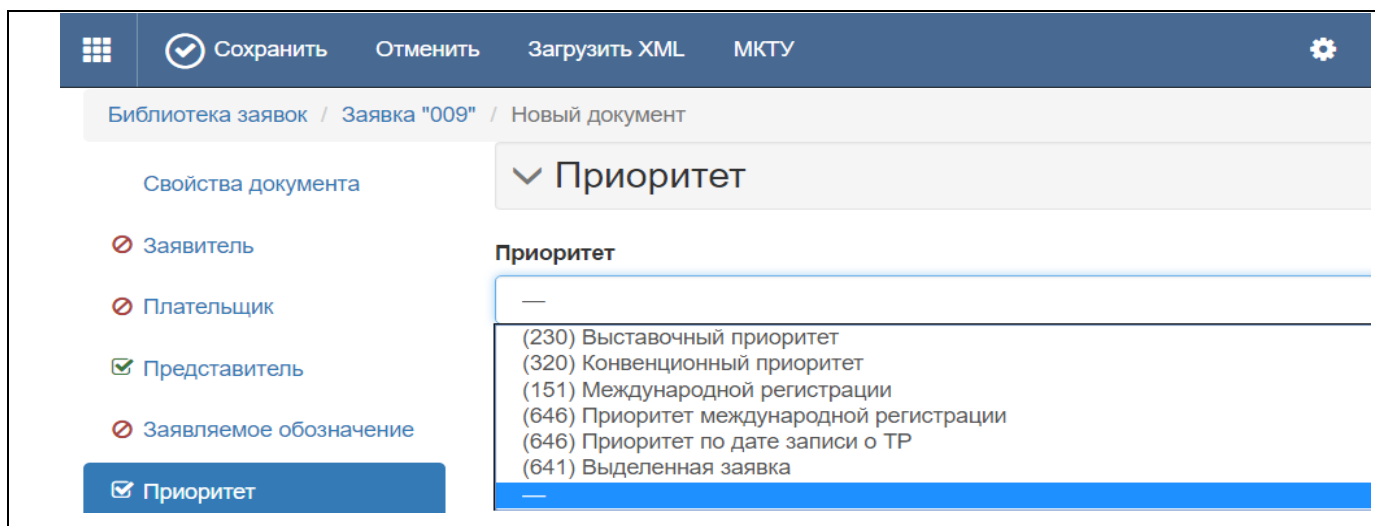 Сохранить Отменить Загрузить XML МКТУ
Библиотека заявок / Заявка "009" / Новый документ
Свойства документа
Заявитель
Плательщик
Представитель
Заявляемое обозначение
Приоритет
Приоритет
Приоритет
—
(230) Выставочный приоритет
(320) Конвенционный приоритет
(151) Международной регистрации
(646) Приоритет международной регистрации
(646) Приоритет по дате записи о ТР
(641) Выделенная заявка
—